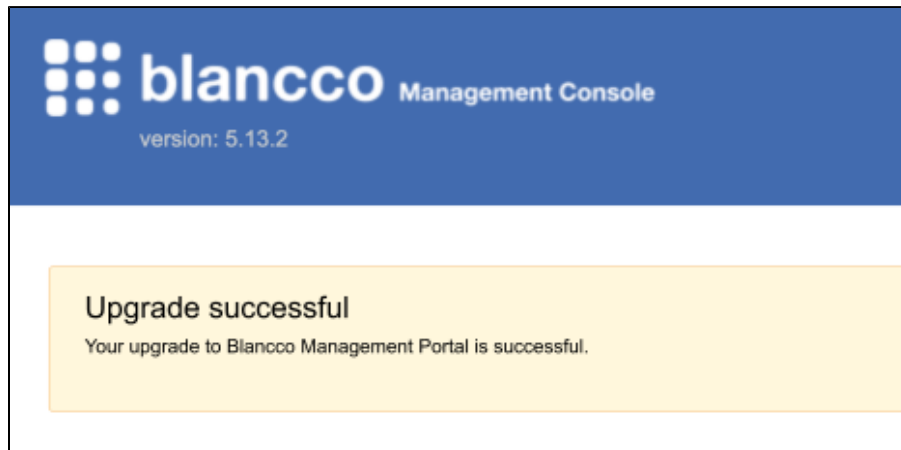 blancco Management Console
version: 5.13.2
Upgrade successful
Your upgrade to Blancco Management Portal is successful.